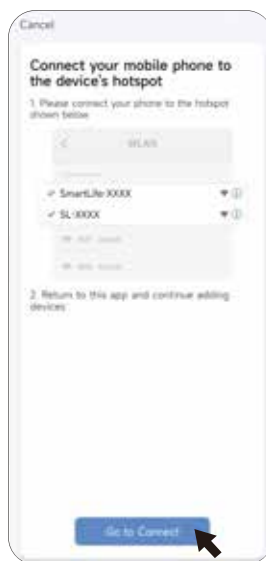 Cancel
Connect your mobile phone to
the device's hotspot
1. Please connect your phone to the hotspot
shown below
WLAN
SmartLife-XXXX
SL-XXXX
2. Return to this app and continue adding
devices
Go to Connect